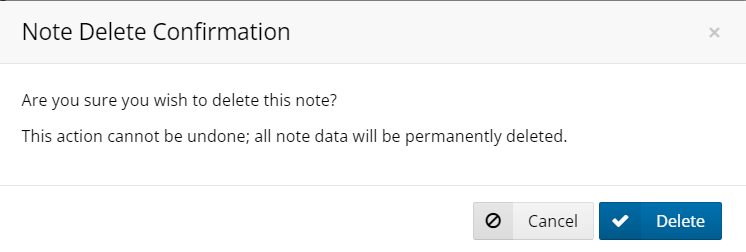 Note Delete Confirmation
Are you sure you wish to delete this note?
This action cannot be undone; all note data will be permanently deleted.
Cancel
Delete